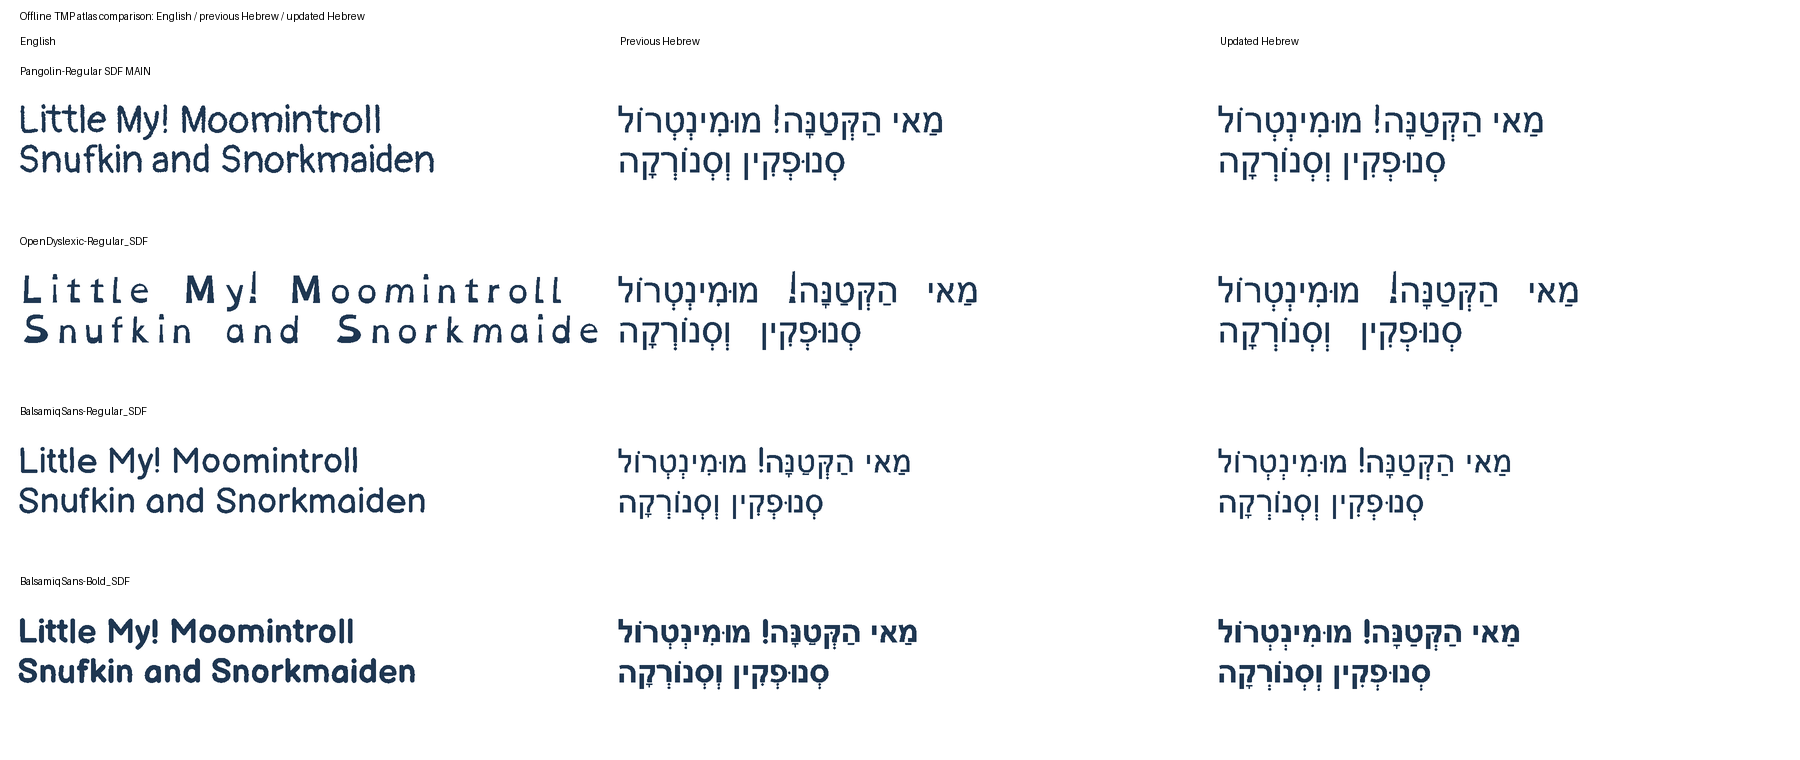 Offline TMP atlas comparison: English / previous Hebrew / updated Hebrew
English
Previous Hebrew
Updated Hebrew
Pangolin-Regular SDF MAIN
Little My! Moomintroll
Snufkin and Snorkmaiden
מַאי הַקְּטַנָּה! מוּמִינְטְרוֹל
סְנוּפְקִין וְסְנוֹרְקָה
מַאי הַקְּטַנָּה! מוּמִינְטְרוֹל
סְנוּפְקִין וְסְנוֹרְקָה
OpenDyslexic-Regular_SDF
Little My! Moomintroll
Snufkin and Snorkmaide
מַאי הַקְּטַנָּה! מוּמִינְטְרוֹל
סְנוּפְקִין וְסְנוֹרְקָה
מַאי הַקְּטַנָּה! מוּמִינְטְרוֹל
סְנוּפְקִין וְסְנוֹרְקָה
BalsamiqSans-Regular_SDF
Little My! Moomintroll
Snufkin and Snorkmaiden
מַאי הַקְּטַנָּה! מוּמִינְטְרוֹל
סְנוּפְקִין וְסְנוֹרְקָה
מַאי הַקְּטַנָּה! מוּמִינְטְרוֹל
סְנוּפְקִין וְסְנוֹרְקָה
BalsamiqSans-Bold_SDF
Little My! Moomintroll
Snufkin and Snorkmaiden
מַאי הַקְּטַנָּה! מוּמִינְטְרוֹל
סְנוּפְקִין וְסְנוֹרְקָה
מַאי הַקְּטַנָּה! מוּמִינְטְרוֹל
סְנוּפְקִין וְסְנוֹרְקָה